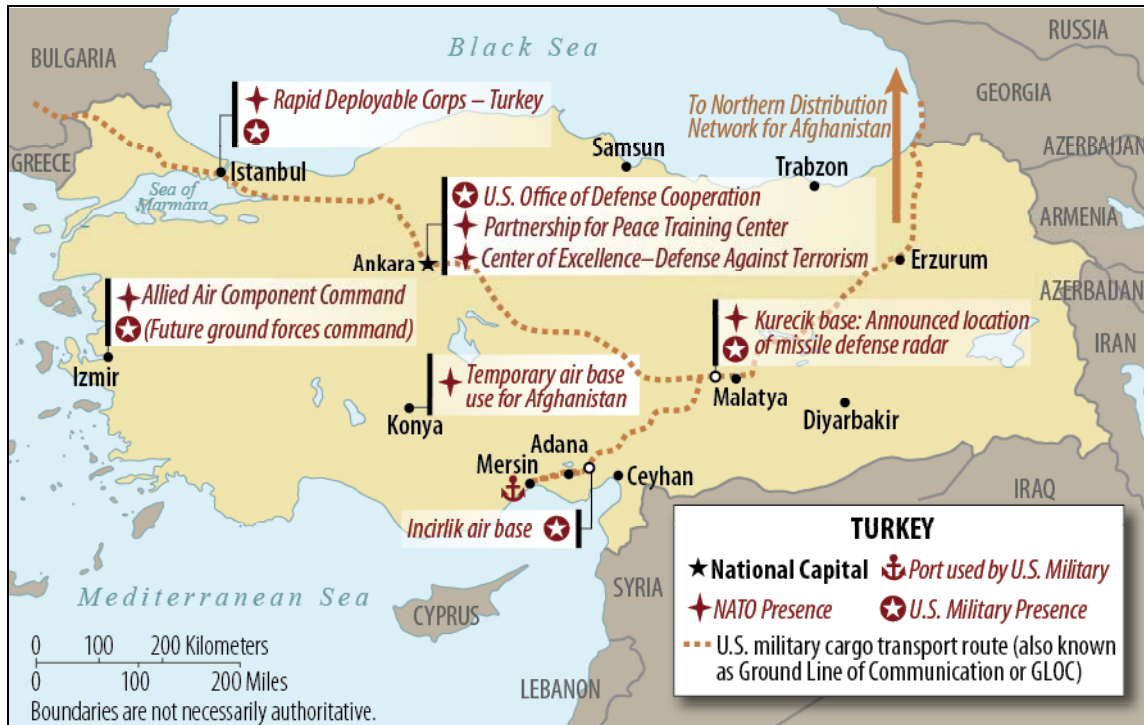 BULGARIA
Black Sea
RUSSIA
GEORGIA
Rapid Deployable Corps – Turkey
To Northern Distribution
Network for Afghanistan
AZERBAIJAN
GREECE
Istanbul
Samsun
Trabzon
Sea of
Marmara
U.S. Office of Defense Cooperation
Partnership for Peace Training Center
Center of Excellence–Defense Against Terrorism
ARMENIA
Ankara
Erzurum
AZERBAIJAN
Allied Air Component Command
(Future ground forces command)
Kurecik base: Announced location
of missile defense radar
IRAN
Izmir
Temporary air base
use for Afghanistan
Malatya
Konya
Diyarbakir
Adana
Mersin
Ceyhan
IRAQ
Incirlik air base
TURKEY
National Capital
Port used by U.S. Military
NATO Presence
U.S. Military Presence
U.S. military cargo transport route (also known
as Ground Line of Communication or GLOC)
SYRIA
Mediterranean Sea
CYPRUS
LEBANON
0 100 200 Kilometers
0 100 200 Miles
Boundaries are not necessarily authoritative.